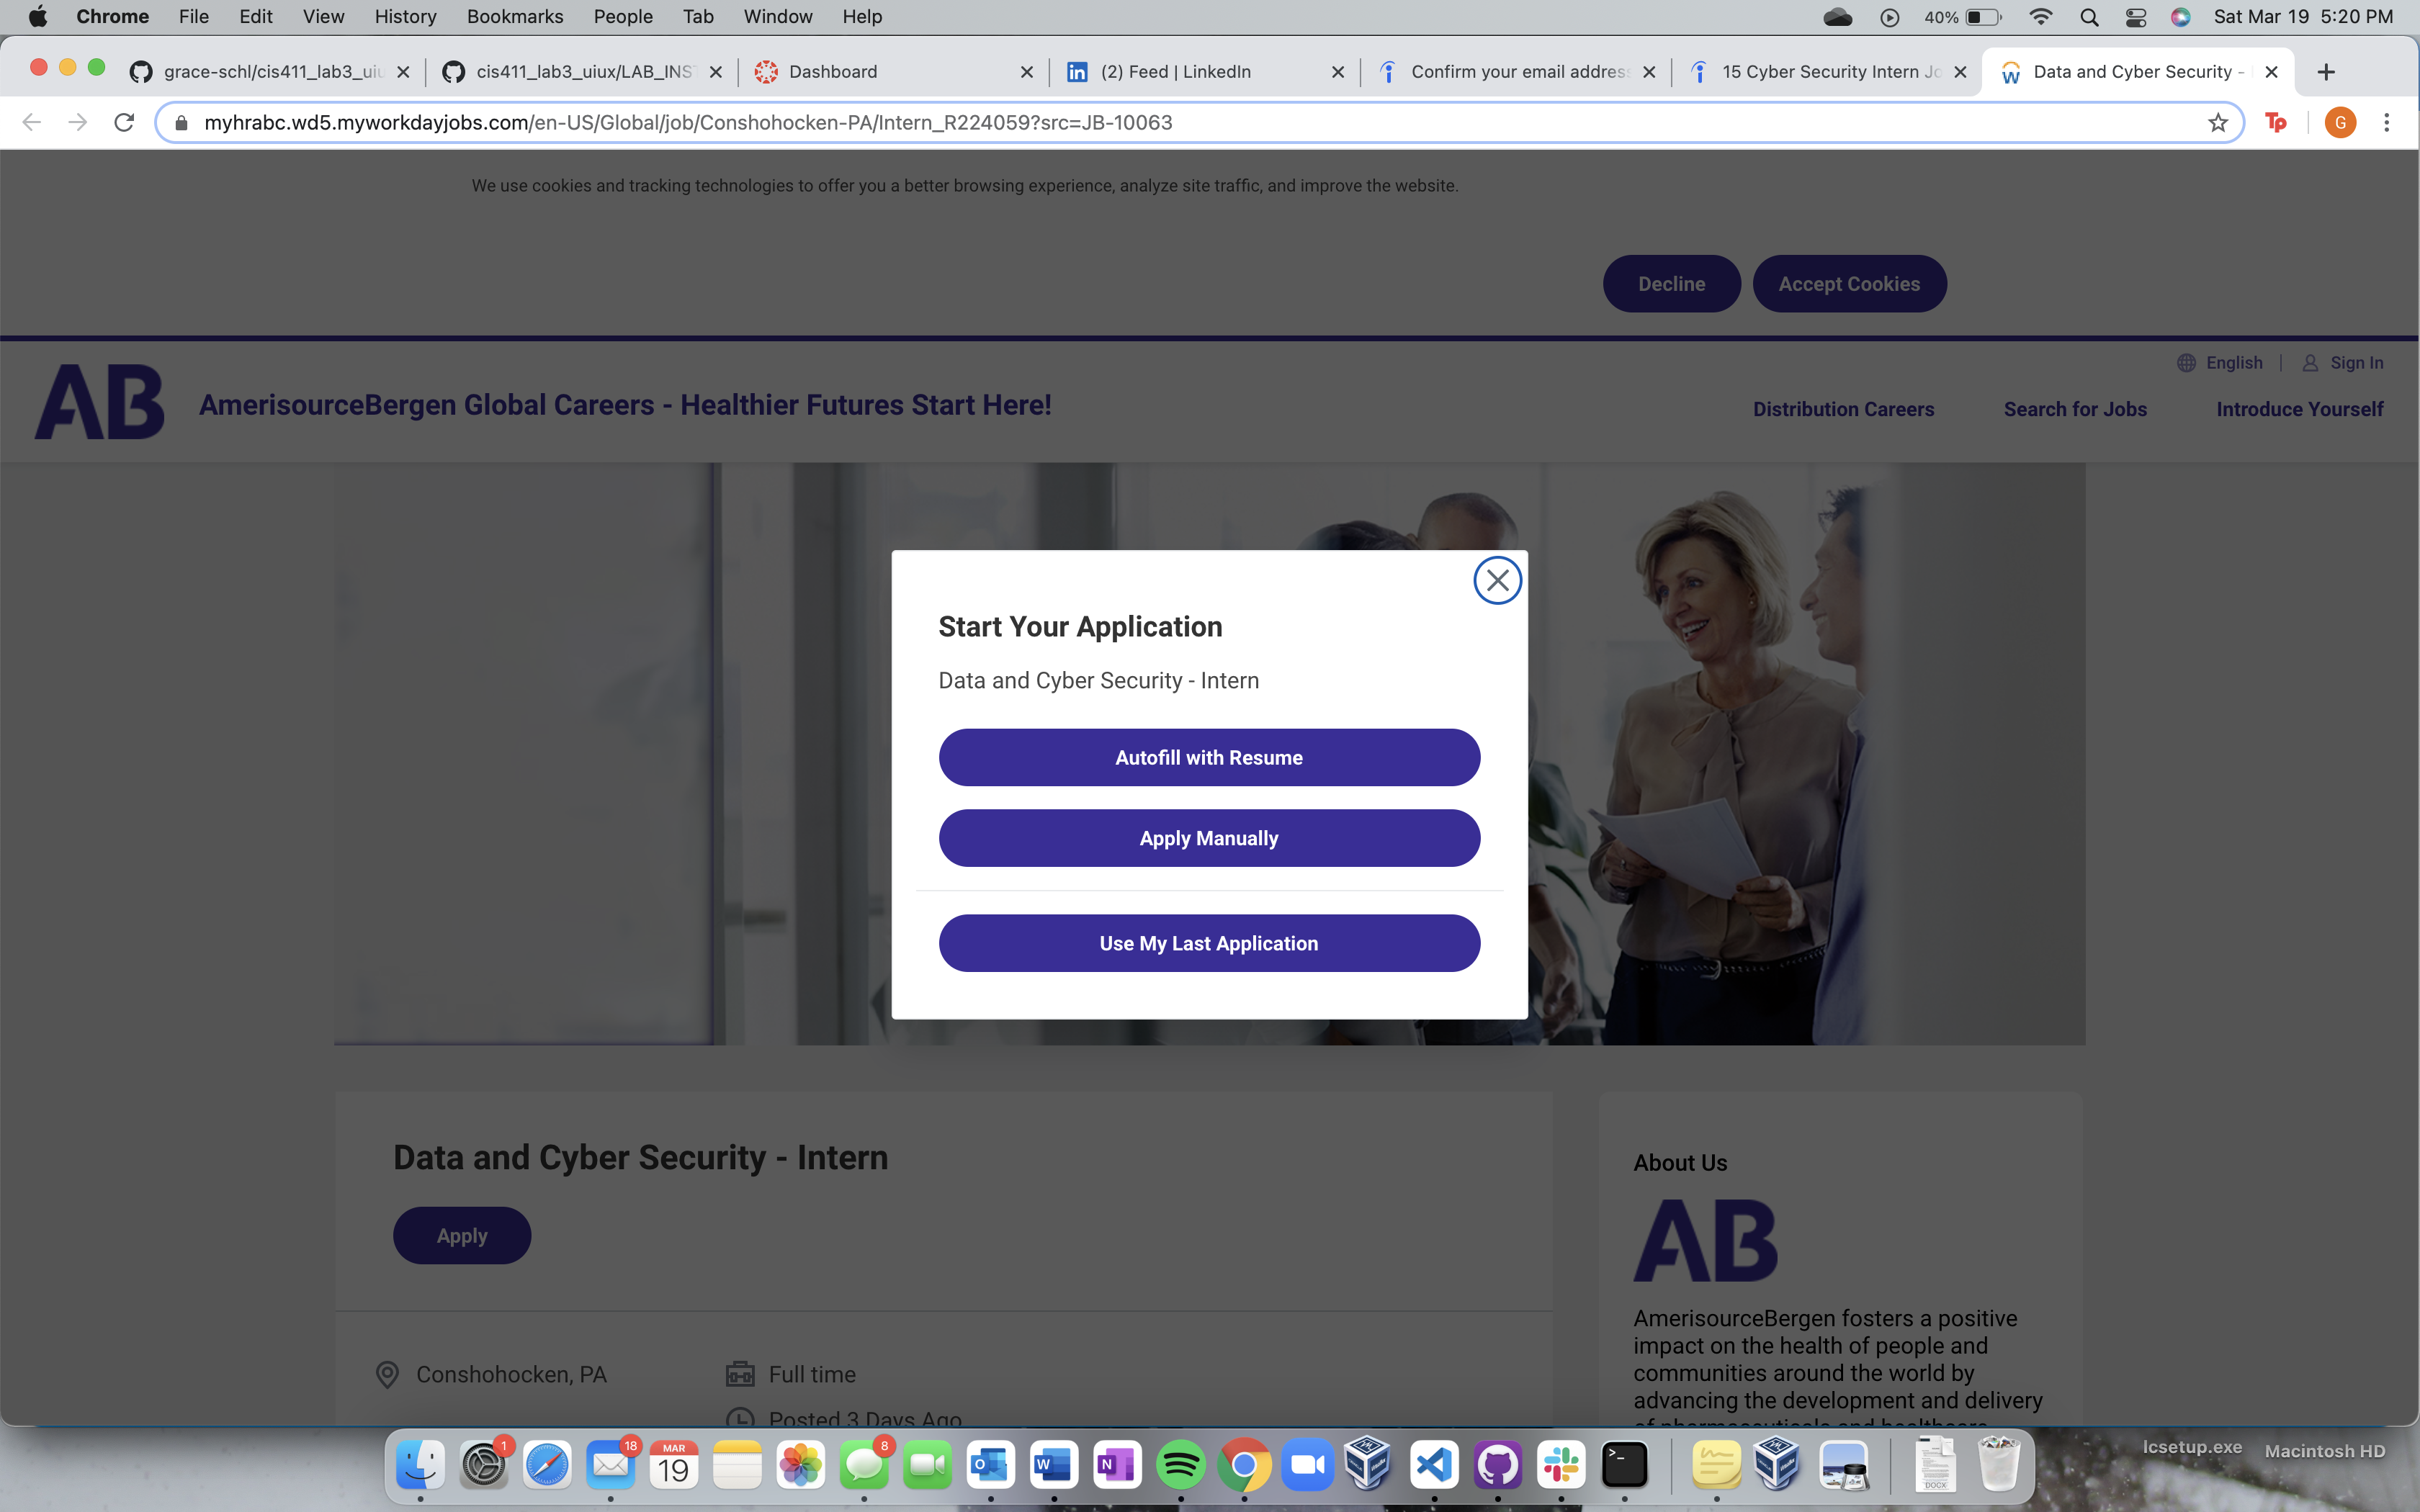 Chrome File Edit View History Bookmarks People Tab Window Help
40% Sat Mar 19 5:20 PM
grace-schl/cis411_lab3_uiu
cis411_lab3_uiux/LAB_INS
Dashboard
(2) Feed | LinkedIn
Confirm your email addres
15 Cyber Security Intern Jo
Data and Cyber Security -
myhrabc.wd5.myworkdayjobs.com/en-US/Global/job/Conshohocken-PA/Intern_R224059?src=JB-10063
Tp
G
We use cookies and tracking technologies to offer you a better browsing experience, analyze site traffic, and improve the website.
Decline
Accept Cookies
English | Sign In
AB
AmerisourceBergen Global Careers - Healthier Futures Start Here!
Distribution Careers
Search for Jobs
Introduce Yourself
Start Your Application
Data and Cyber Security - Intern
Autofill with Resume
Apply Manually
Use My Last Application
Data and Cyber Security - Intern
Apply
Conshohocken, PA
Full time
Posted 3 Days Ago
About Us
AB
AmerisourceBergen fosters a positive
impact on the health of people and
communities around the world by
advancing the development and delivery
of pharmaceuticals and healthcare
1
18
MAR
19
8
O
W
N
DOCX
lcsetup.exe
Macintosh HD